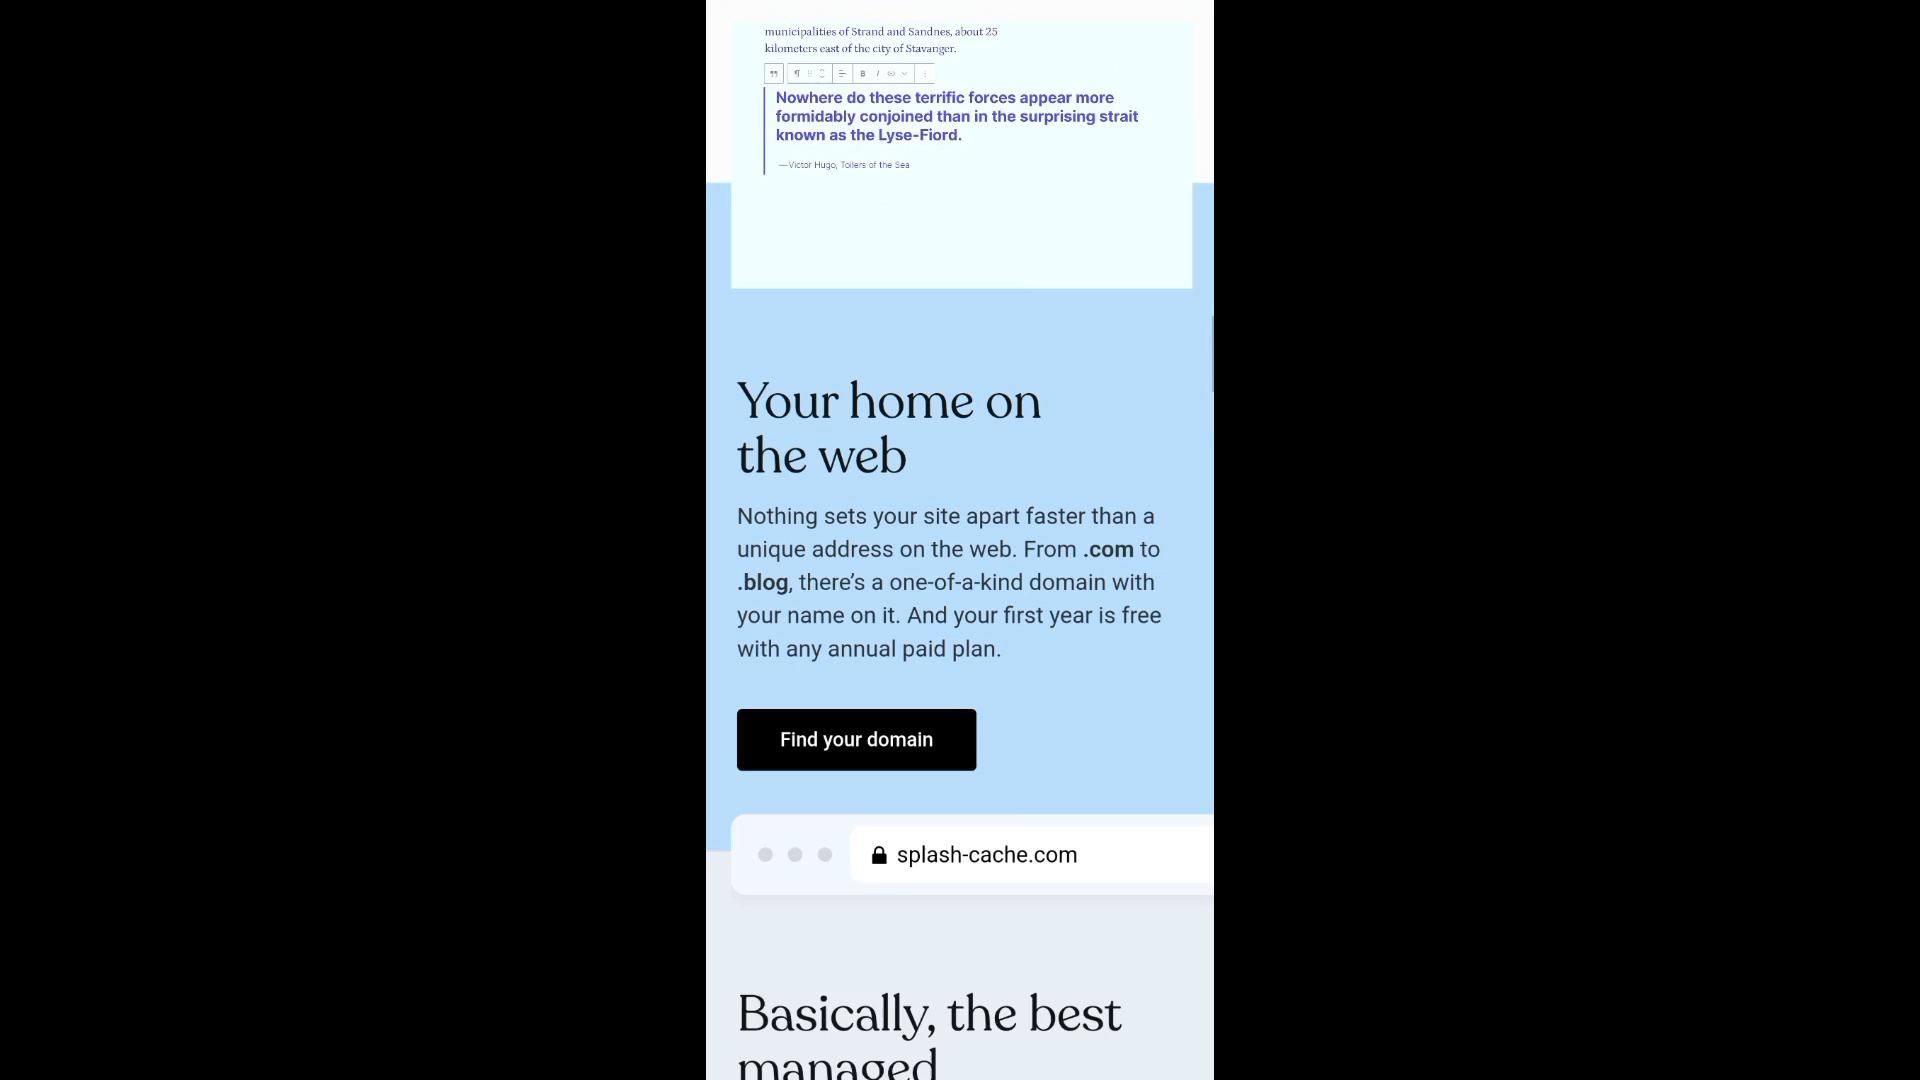 municipalities of Strand and Sandnes, about 25
kilometers east of the city of Stavanger.
Nowhere do these terrific forces appear more
formidably conjoined than in the surprising strait
known as the Lyse-Fiord.
—Victor Hugo, Toilers of the Sea
Your home on
the web
Nothing sets your site apart faster than a
unique address on the web. From .com to
.blog, there’s a one-of-a-kind domain with
your name on it. And your first year is free
with any annual paid plan.
Find your domain
splash-cache.com
Basically, the best
managed